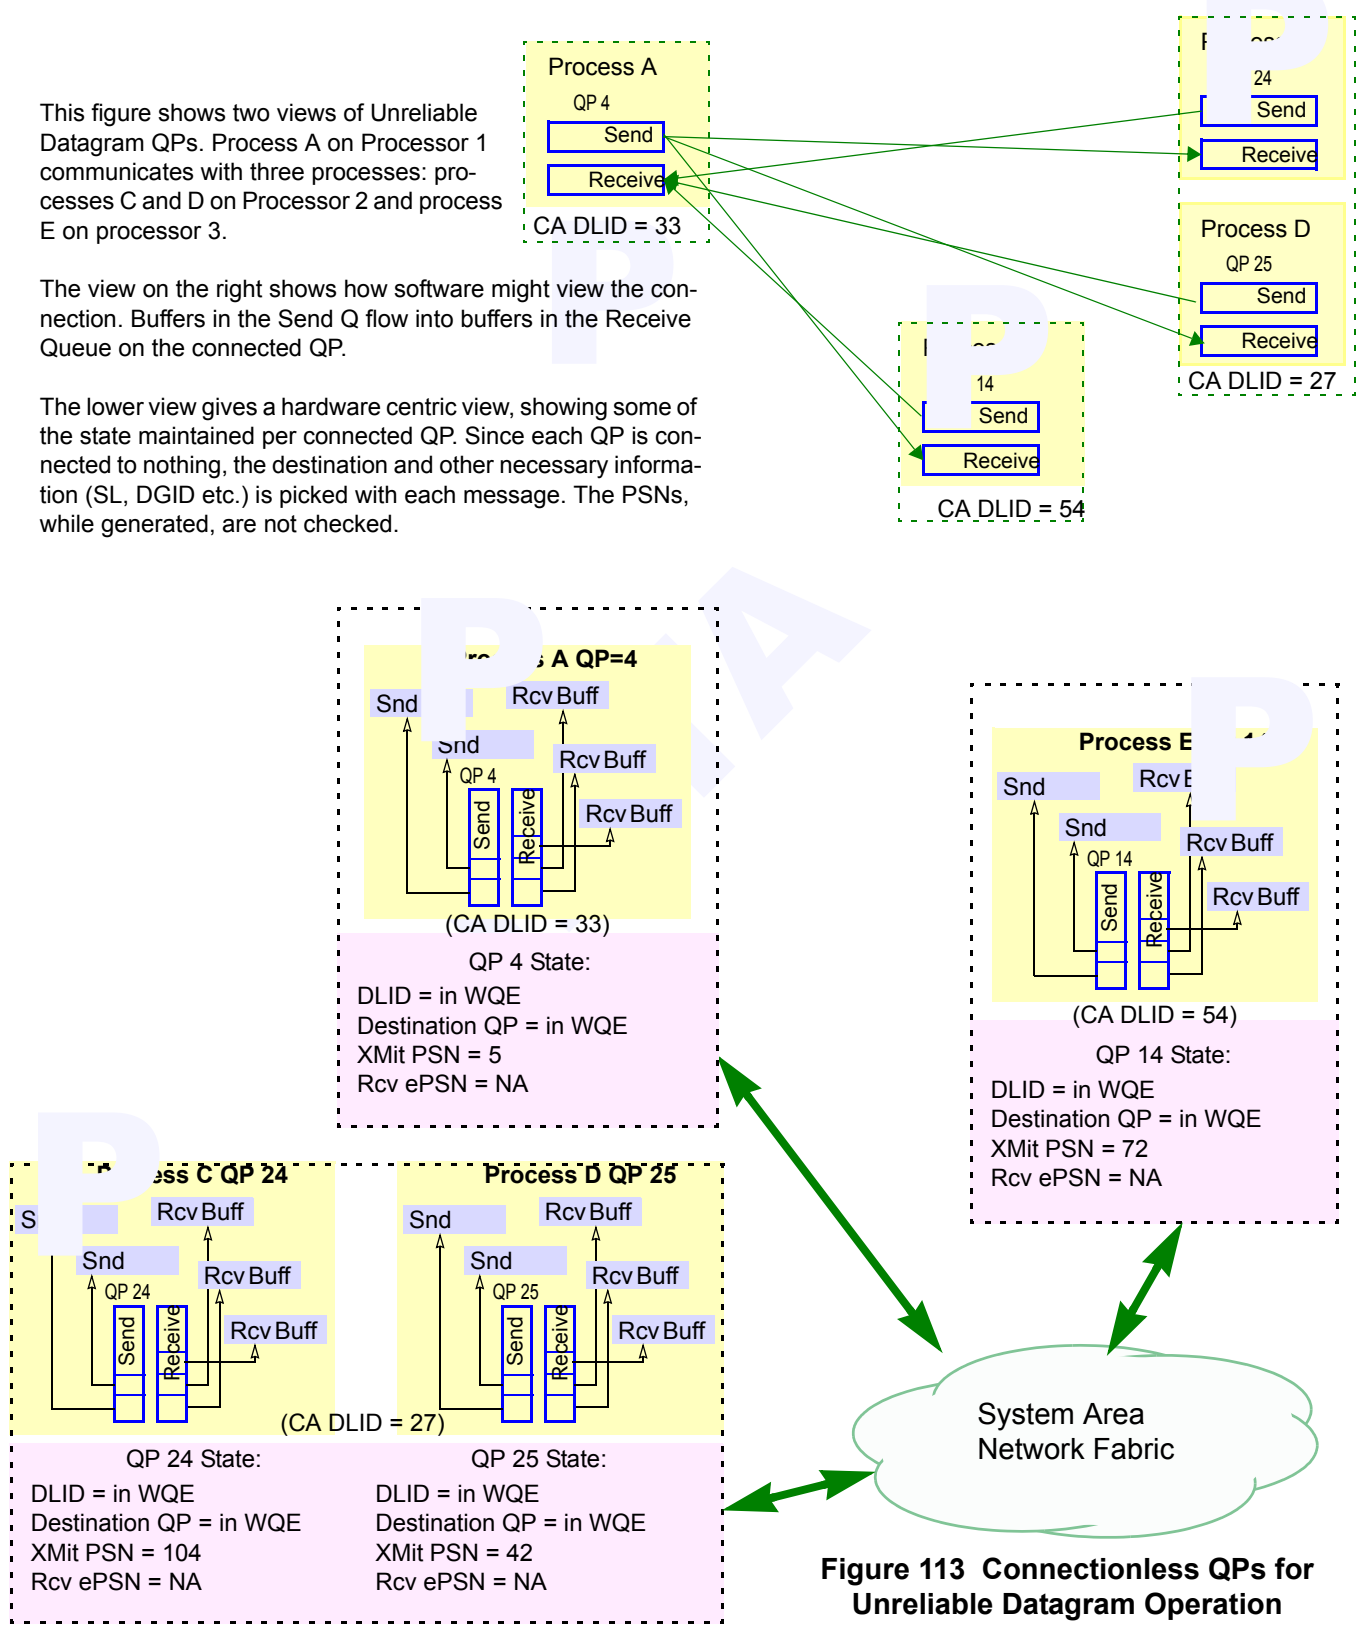 This figure shows two views of Unreliable
Datagram QPs. Process A on Processor 1
communicates with three processes: pro-
cesses C and D on Processor 2 and process
E on processor 3.
The view on the right shows how software might view the con-
nection. Buffers in the Send Q flow into buffers in the Receive
Queue on the connected QP.
The lower view gives a hardware centric view, showing some of
the state maintained per connected QP. Since each QP is con-
nected to nothing, the destination and other necessary informa-
tion (SL, DGID etc.) is picked with each message. The PSNs,
while generated, are not checked.
Process A
QP 4
Send
Receive
CA DLID = 33
24
Send
Receive
Process D
QP 25
Send
Receive
CA DLID = 27
14
Send
Receive
CA DLID = 54
A QP=4
Snd
Rcv Buff
Snd
Rcv Buff
QP 4
Rcv Buff
Send
Receive
(CA DLID = 33)
QP 4 State:
DLID = in WQE
Destination QP = in WQE
XMit PSN = 5
Rcv ePSN = NA
Process E
Snd
Rcv
Snd
Rcv Buff
QP 14
Rcv Buff
Send
Receive
(CA DLID = 54)
QP 14 State:
DLID = in WQE
Destination QP = in WQE
XMit PSN = 72
Rcv ePSN = NA
C QP 24
Rcv Buff
Snd
Rcv Buff
QP 24
Rcv Buff
Send
Receive
Process D QP 25
Snd
Rcv Buff
Snd
Rcv Buff
QP 25
Rcv Buff
Send
Receive
(CA DLID = 27)
QP 24 State:
DLID = in WQE
Destination QP = in WQE
XMit PSN = 104
Rcv ePSN = NA
QP 25 State:
DLID = in WQE
Destination QP = in WQE
XMit PSN = 42
Rcv ePSN = NA
System Area
Network Fabric
Figure 113 Connectionless QPs for
Unreliable Datagram Operation